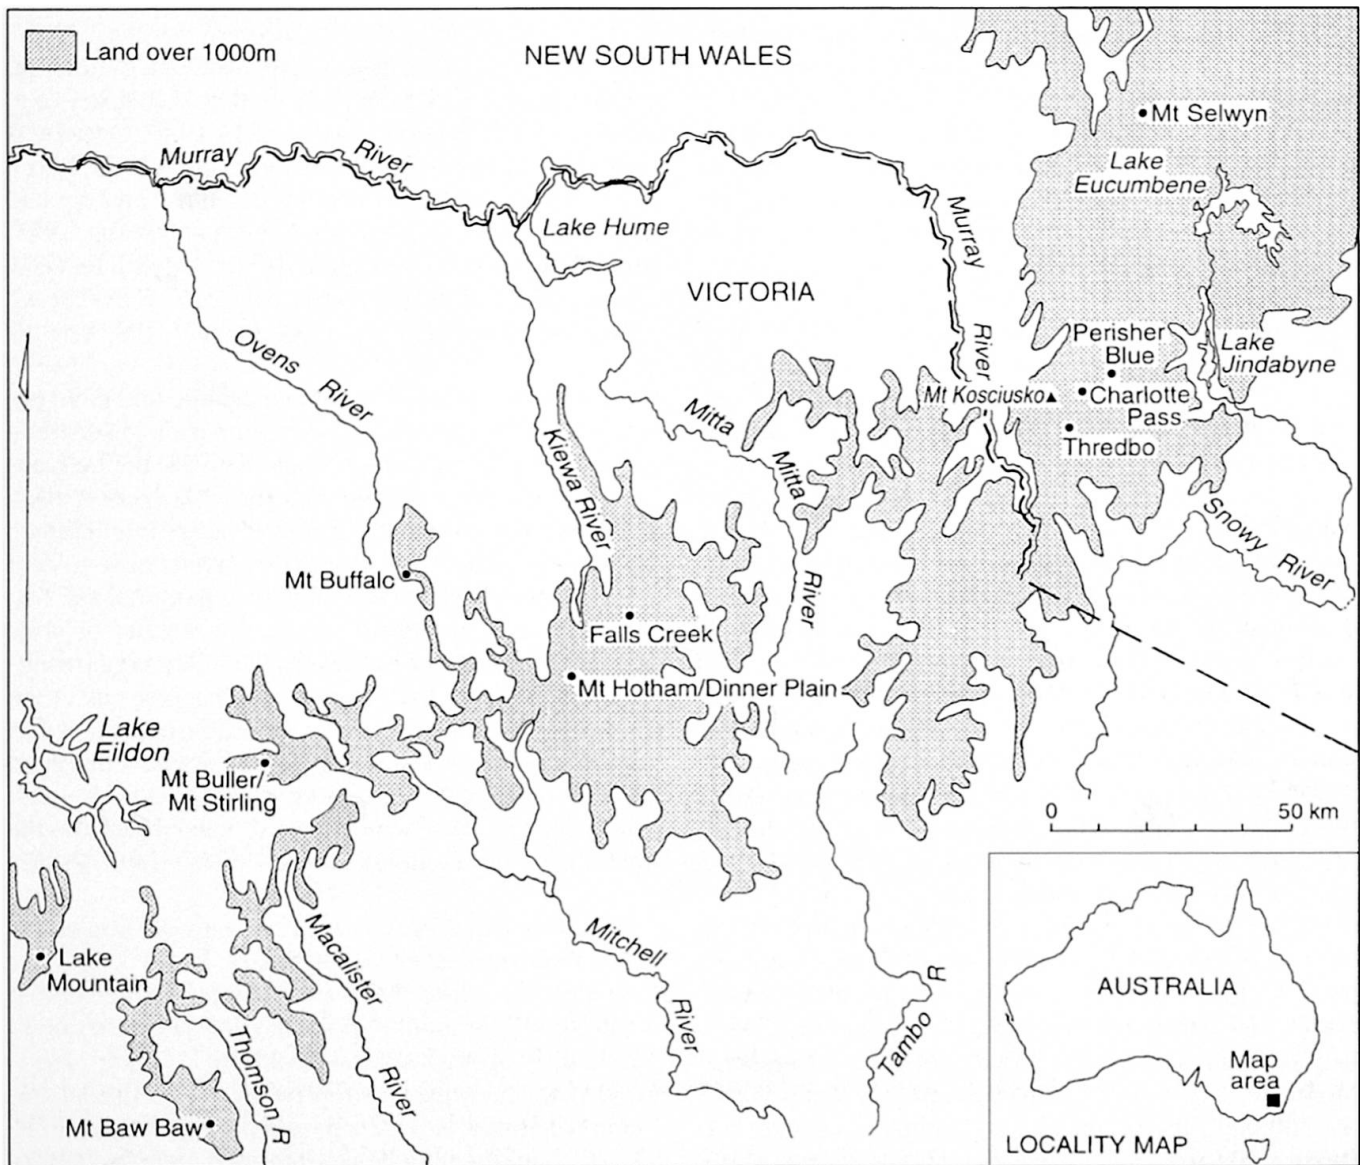 Land over 1000m
NEW SOUTH WALES
Mt Selwyn
Murray
River
Lake
Eucumbene
Lake Hume
Murray
River
VICTORIA
Ovens River
Perisher
Blue
Lake
Jindabyne
Mt Kosciusko
Charlotte
Pass
Thredbo
Mitta
Mitta
River
Kiewa River
Snowy
River
Mt Buffalc
Falls Creek
Mt Hotham/Dinner Plain
Lake
Eildon
Mt Buller/
Mt Stirling
0 50 km
Lake
Mountain
Macalister
River
Mitchell
River
Tambo R
Thomson R
Mt Baw Baw
AUSTRALIA
Map
area
LOCALITY MAP